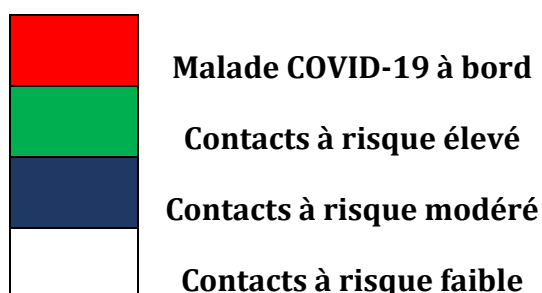 Malade COVID-19 à bord
Contacts à risque élevé
Contacts à risque modéré
Contacts à risque faible